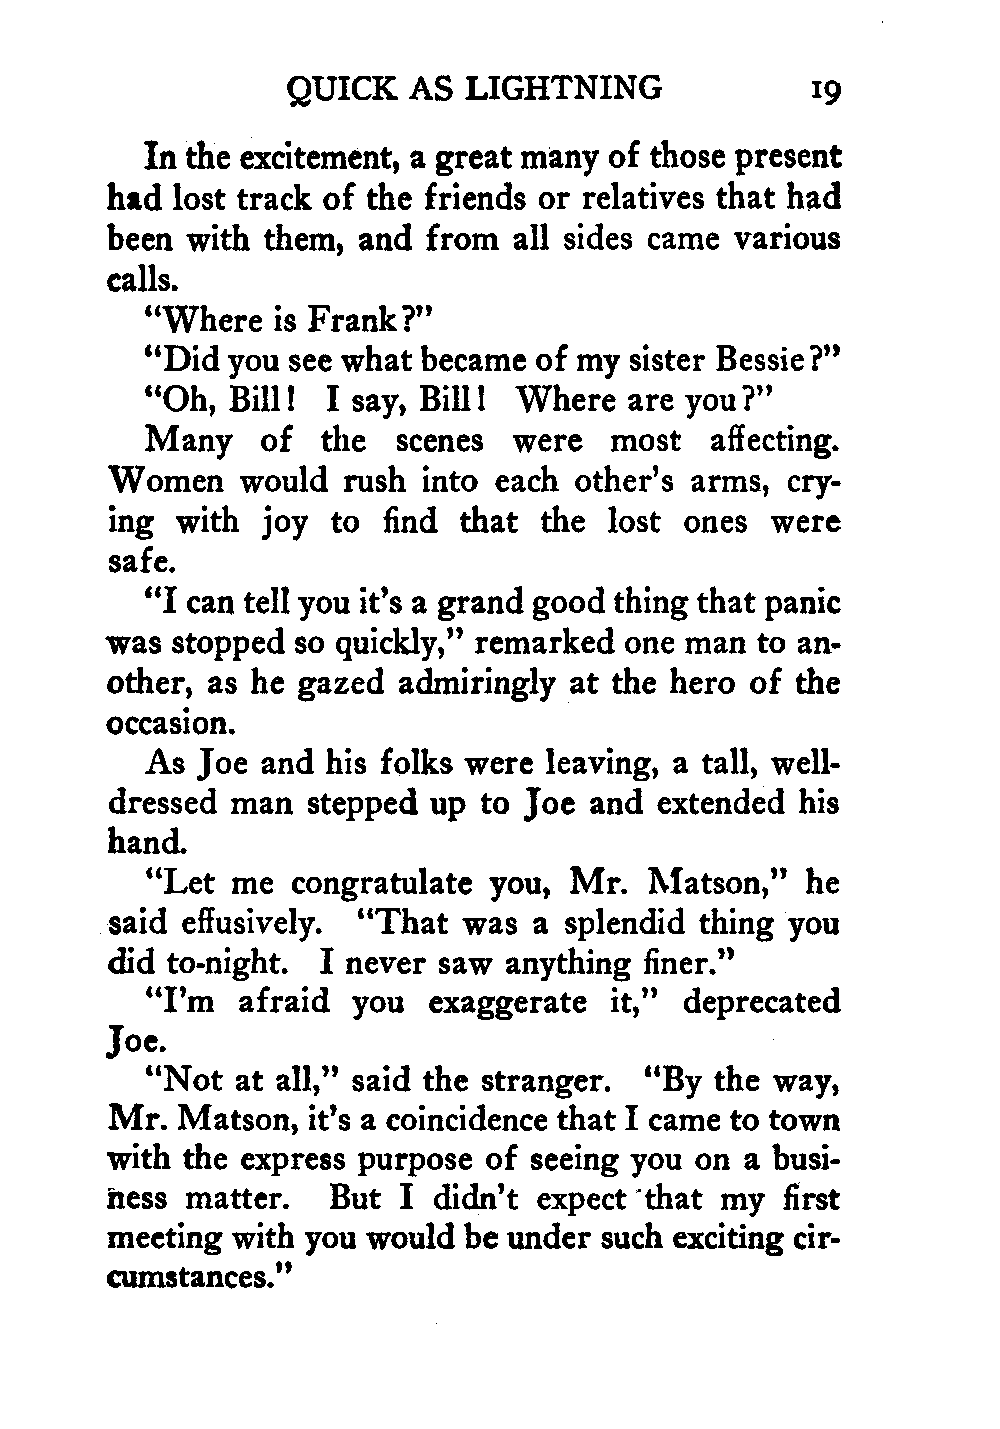 QUICK AS LIGHTNING 19
In the excitement, a great many of those present
had lost track of the friends or relatives that had
been with them, and from all sides came various
calls.
"Where is Frank?"
"Did you see what became of my sister Bessie?"
"Oh, Bill! I say, Bill! Where are you?"
Many of the scenes were most affecting.
Women would rush into each other's arms, cry-
ing with joy to find that the lost ones were
safe.
"I can tell you it's a grand good thing that panic
was stopped so quickly," remarked one man to an-
other, as he gazed admiringly at the hero of the
occasion.
As Joe and his folks were leaving, a tall, well-
dressed man stepped up to Joe and extended his
hand.
"Let me congratulate you, Mr. Matson," he
said effusively. "That was a splendid thing you
did to-night. I never saw anything finer."
"I'm afraid you exaggerate it," deprecated
Joe.
"Not at all," said the stranger. "By the way,
Mr. Matson, it's a coincidence that I came to town
with the express purpose of seeing you on a busi-
ness matter. But I didn't expect that my first
meeting with you would be under such exciting cir-
cumstances."